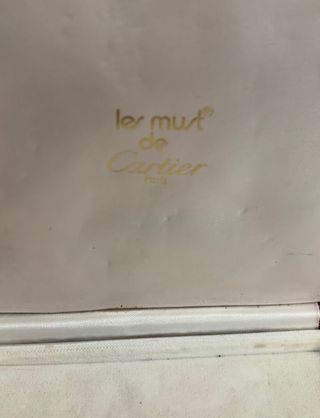 les must®
de
Cartier
Paris